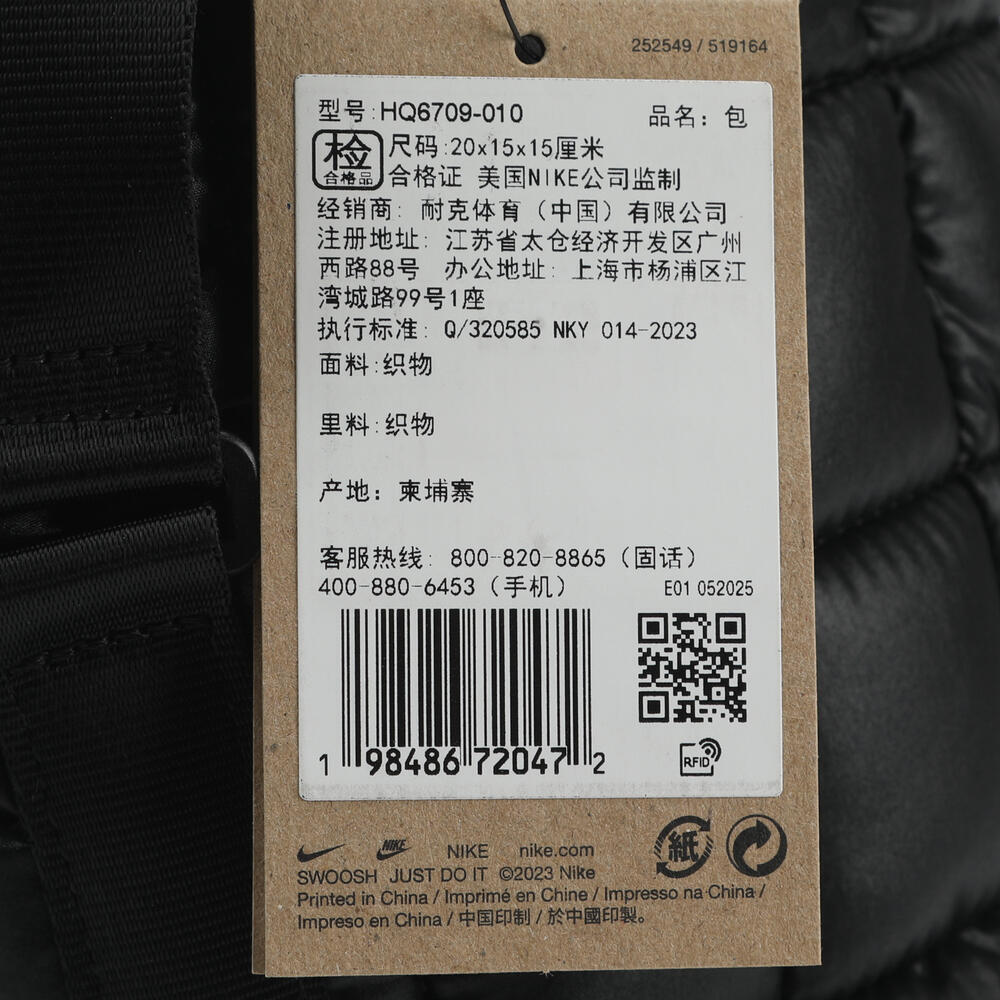 252549 / 519164
型号:HQ6709-010 品名：包
检 合格品
尺码:20x15x15厘米
合格证 美国NIKE公司监制
经销商: 耐克体育（中国）有限公司
注册地址: 江苏省太仓经济开发区广州
西路88号 办公地址: 上海市杨浦区江
湾城路99号1座
执行标准: Q/320585 NKY 014-2023
面料:织物
里料:织物
产地：柬埔寨
客服热线: 800-820-8865（固话）
400-880-6453（手机） E01 052025
1 98486 72047 2
RFID
NIKE NIKE nike.com
紙
SWOOSH JUST DO IT ©2023 Nike
Printed in China / Imprimé en Chine / Impresso na China /
Impreso en China / 中国印制 / 於中國印製。